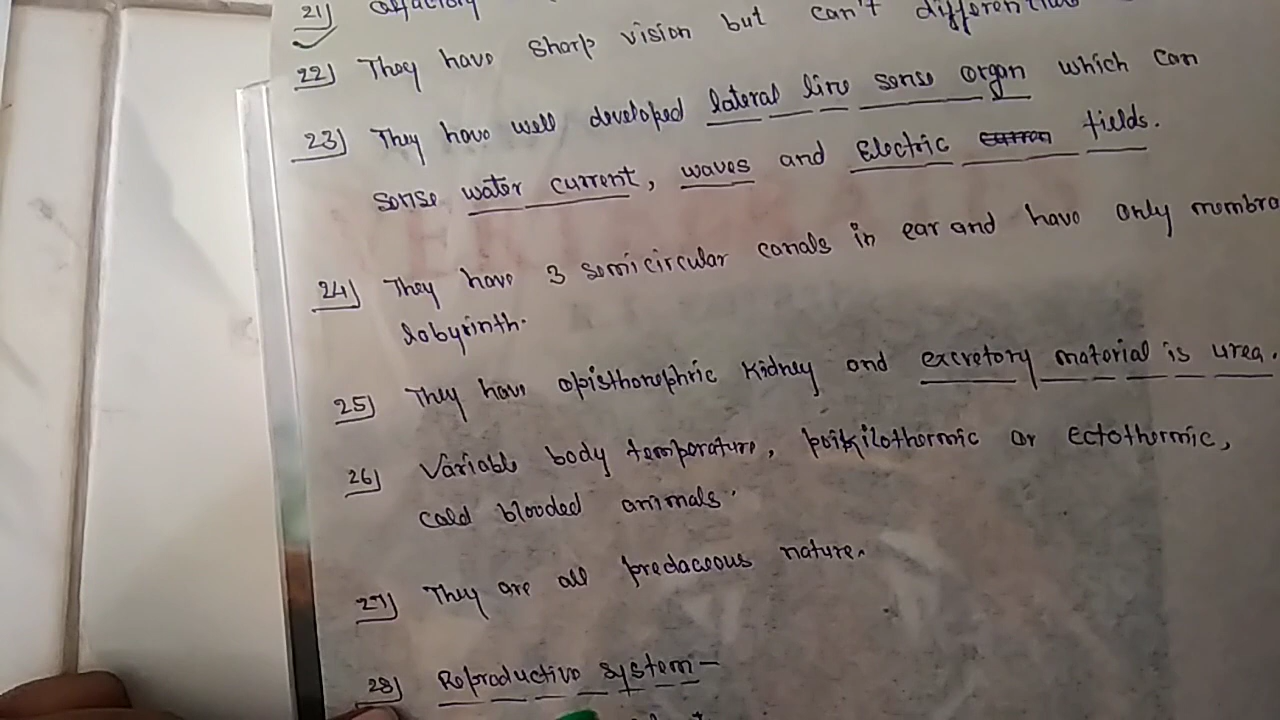 21) olfactory
22) They have sharp vision but can't
23) They have well developed lateral line sense organ which can
sense water current, waves and Electric fields.
24) They have 3 semicircular canals in ear and have only
labyrinth.
25) They have opisthonephric kidney and excretory material is urea.
26) Variable body temperature, poikilothermic or Ectothermic,
cold blooded animals.
27) They are all predaceous nature.
28) Reproductive system-